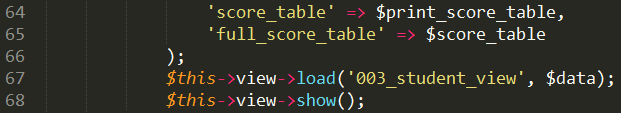 64 'score_table' => $print_score_table,
65 'full_score_table' => $score_table
66 );
67 $this->view->load('003_student_view', $data);
68 $this->view->show();